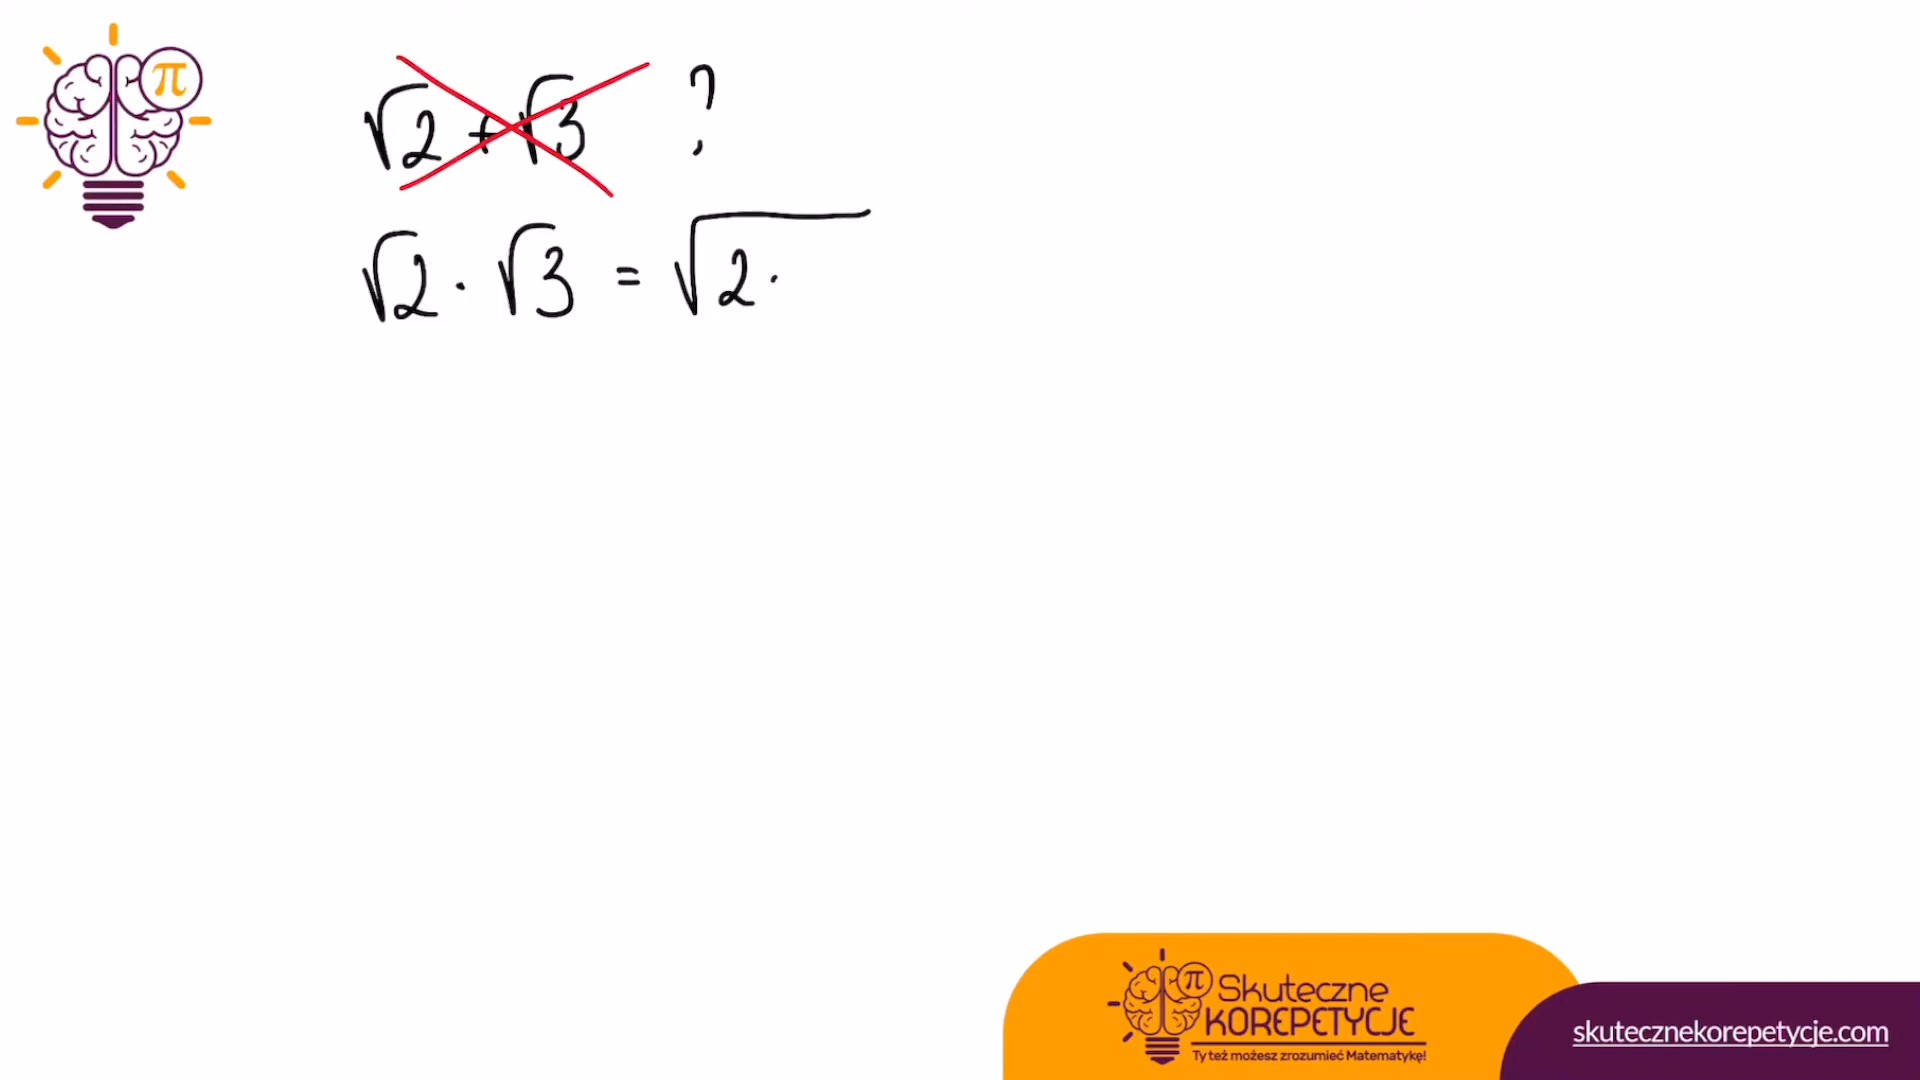 π
√2 + √3 ?
√2 · √3 = √2 ·
π
Skuteczne
KOREPETYCJE
Ty też możesz zrozumieć Matematykę!
skutecznekorepetycje.com